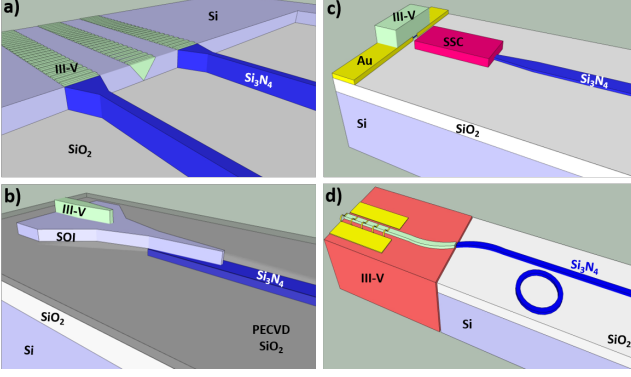 a)
Si
III-V
Si₃N₄
SiO₂
b)
III-V
SOI
Si₃N₄
SiO₂
PECVD
SiO₂
Si
c)
III-V
SSC
Au
Si₃N₄
SiO₂
Si
d)
Si₃N₄
III-V
Si
SiO₂